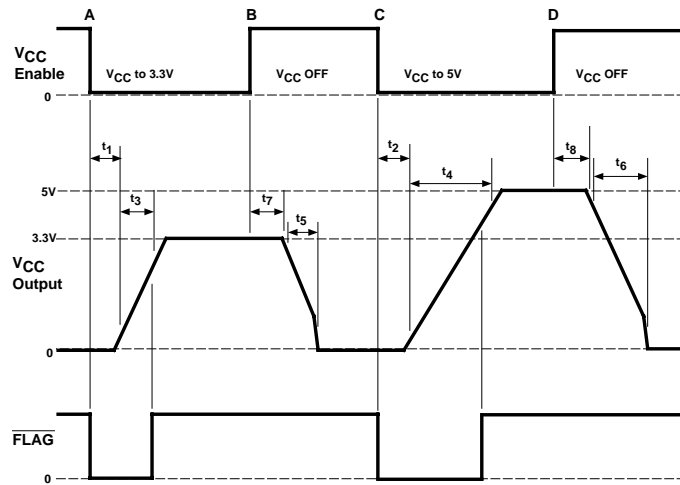 A B C D
VCC
Enable
VCC to 3.3V VCC OFF VCC to 5V VCC OFF
0
t1 t2 t8
t4 t6
5V
t3 t7 t5
3.3V
VCC
Output
0
FLAG
0